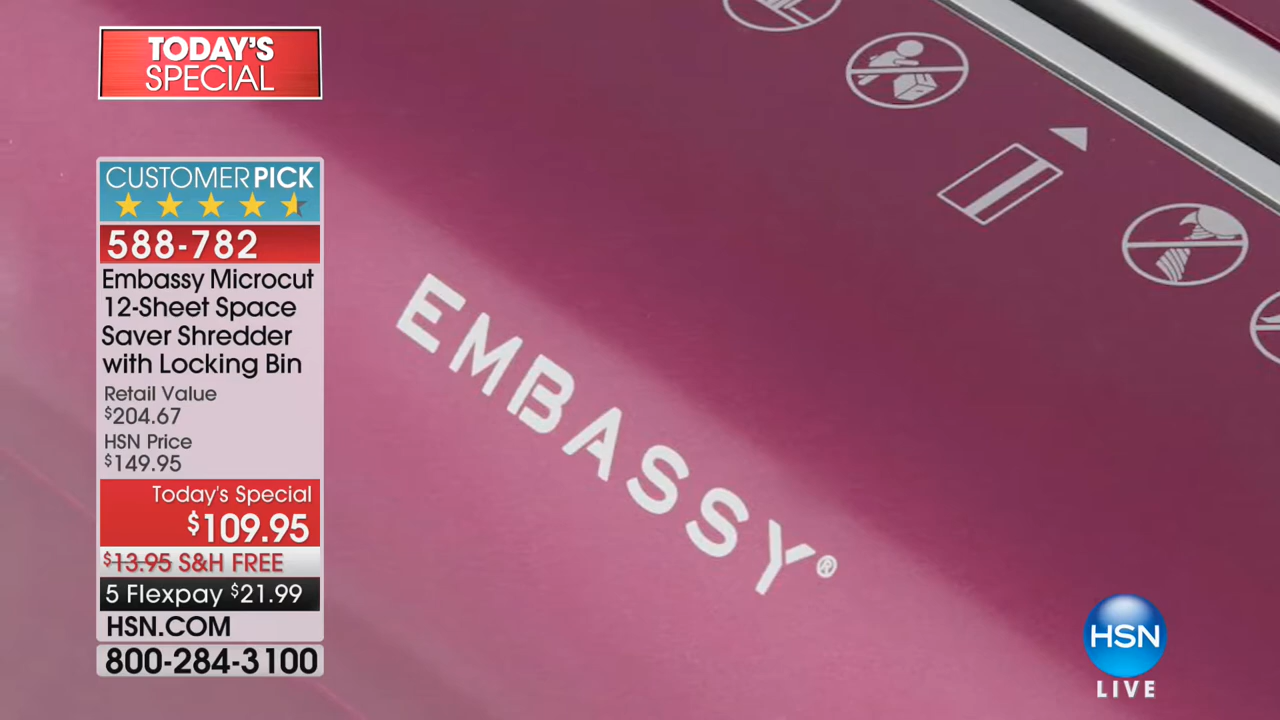 TODAY'S
SPECIAL
CUSTOMERPICK
588-782
Embassy Microcut
12-Sheet Space
Saver Shredder
with Locking Bin
Retail Value
$204.67
HSN Price
$149.95
Today's Special
$109.95
$13.95 S&H FREE
5 Flexpay $21.99
HSN.COM
800-284-3100
EMBASSY®
HSN
LIVE